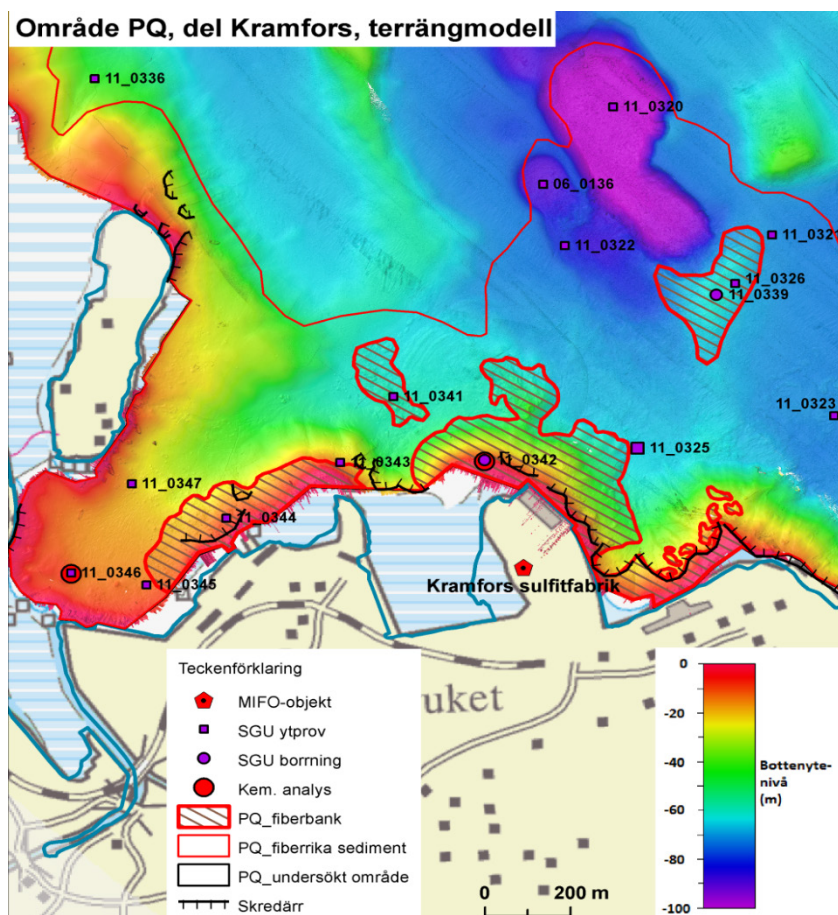 Område PQ, del Kramfors, terrängmodell
11_0336
11_0320
06_0136
11_0322
11_0321
11_0326
11_0339
11_0341
11_0323
11_0325
11_0343
11_0342
11_0347
11_0344
11_0346
11_0345
Kramfors sulfitfabrik
uket
Teckenförklaring
MIFO-objekt
SGU ytprov
SGU borrning
Kem. analys
PQ_fiberbank
PQ_fiberrika sediment
PQ_undersökt område
Skredärr
0
-20
-40
-60
-80
-100
Bottenyte-
nivå
(m)
0 200 m